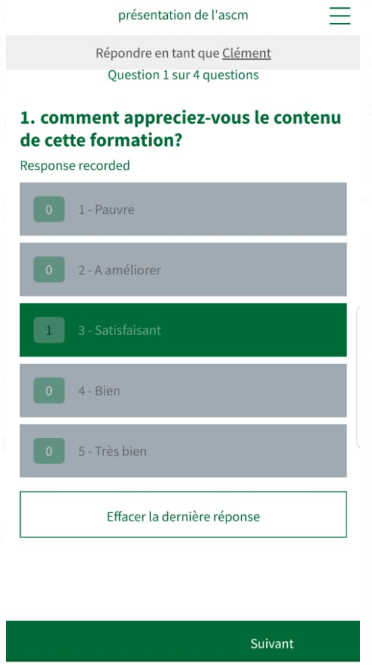 présentation de l'ascm
Répondre en tant que Clément
Question 1 sur 4 questions
1. comment appreciez-vous le contenu
de cette formation?
Response recorded
0 1 - Pauvre
0 2 - A améliorer
1 3 - Satisfaisant
0 4 - Bien
0 5 - Très bien
Effacer la dernière réponse
Suivant